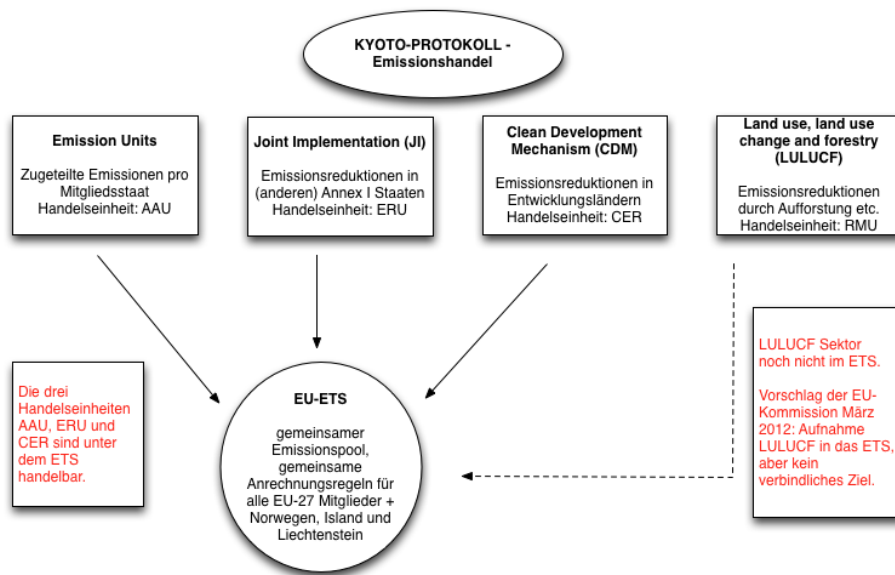 KYOTO-PROTOKOLL -
Emissionshandel
Emission Units
Zugeteilte Emissionen pro
Mitgliedsstaat
Handelseinheit: AAU
Joint Implementation (JI)
Emissionsreduktionen in
(anderen) Annex I Staaten
Handelseinheit: ERU
Clean Development
Mechanism (CDM)
Emissionsreduktionen in
Entwicklungsländern
Handelseinheit: CER
Land use, land use
change and forestry
(LULUCF)
Emissionsreduktionen
durch Aufforstung etc.
Handelseinheit: RMU
Die drei
Handelseinheiten
AAU, ERU und
CER sind unter
dem ETS
handelbar.
EU-ETS
gemeinsamer
Emissionspool,
gemeinsame
Anrechnungsregeln für
alle EU-27 Mitglieder +
Norwegen, Island und
Liechtenstein
LULUCF Sektor
noch nicht im ETS.
Vorschlag der EU-
Kommission März
2012: Aufnahme
LULUCF in das ETS,
aber kein
verbindliches Ziel.